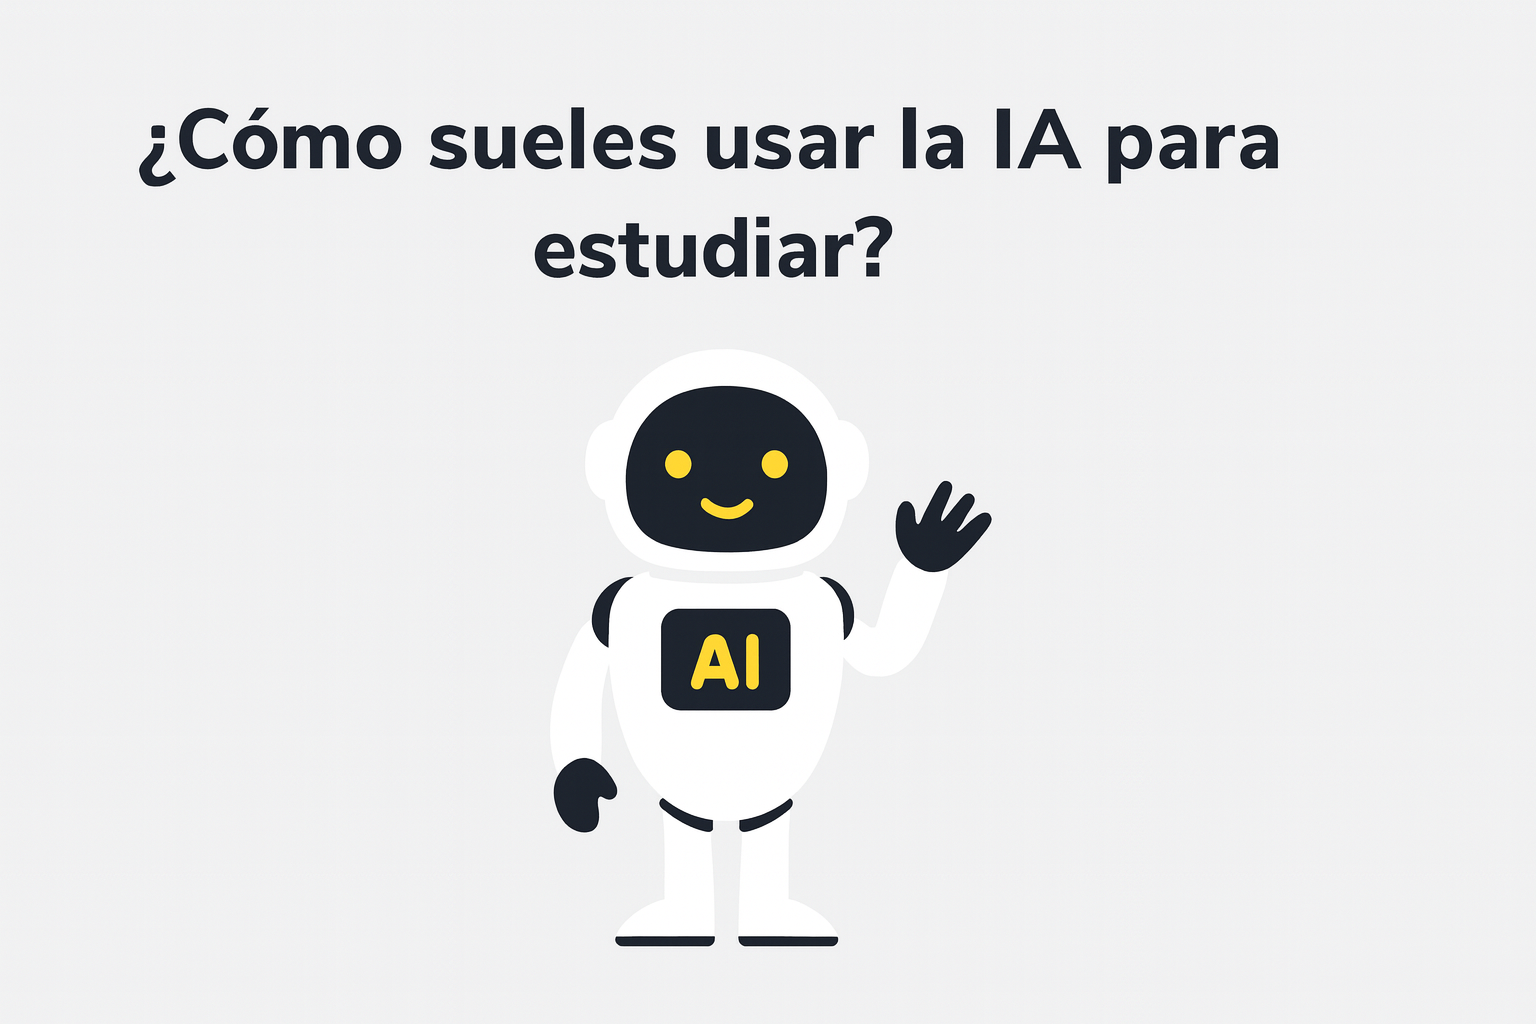 ¿Cómo sueles usar la IA para
estudiar?
AI